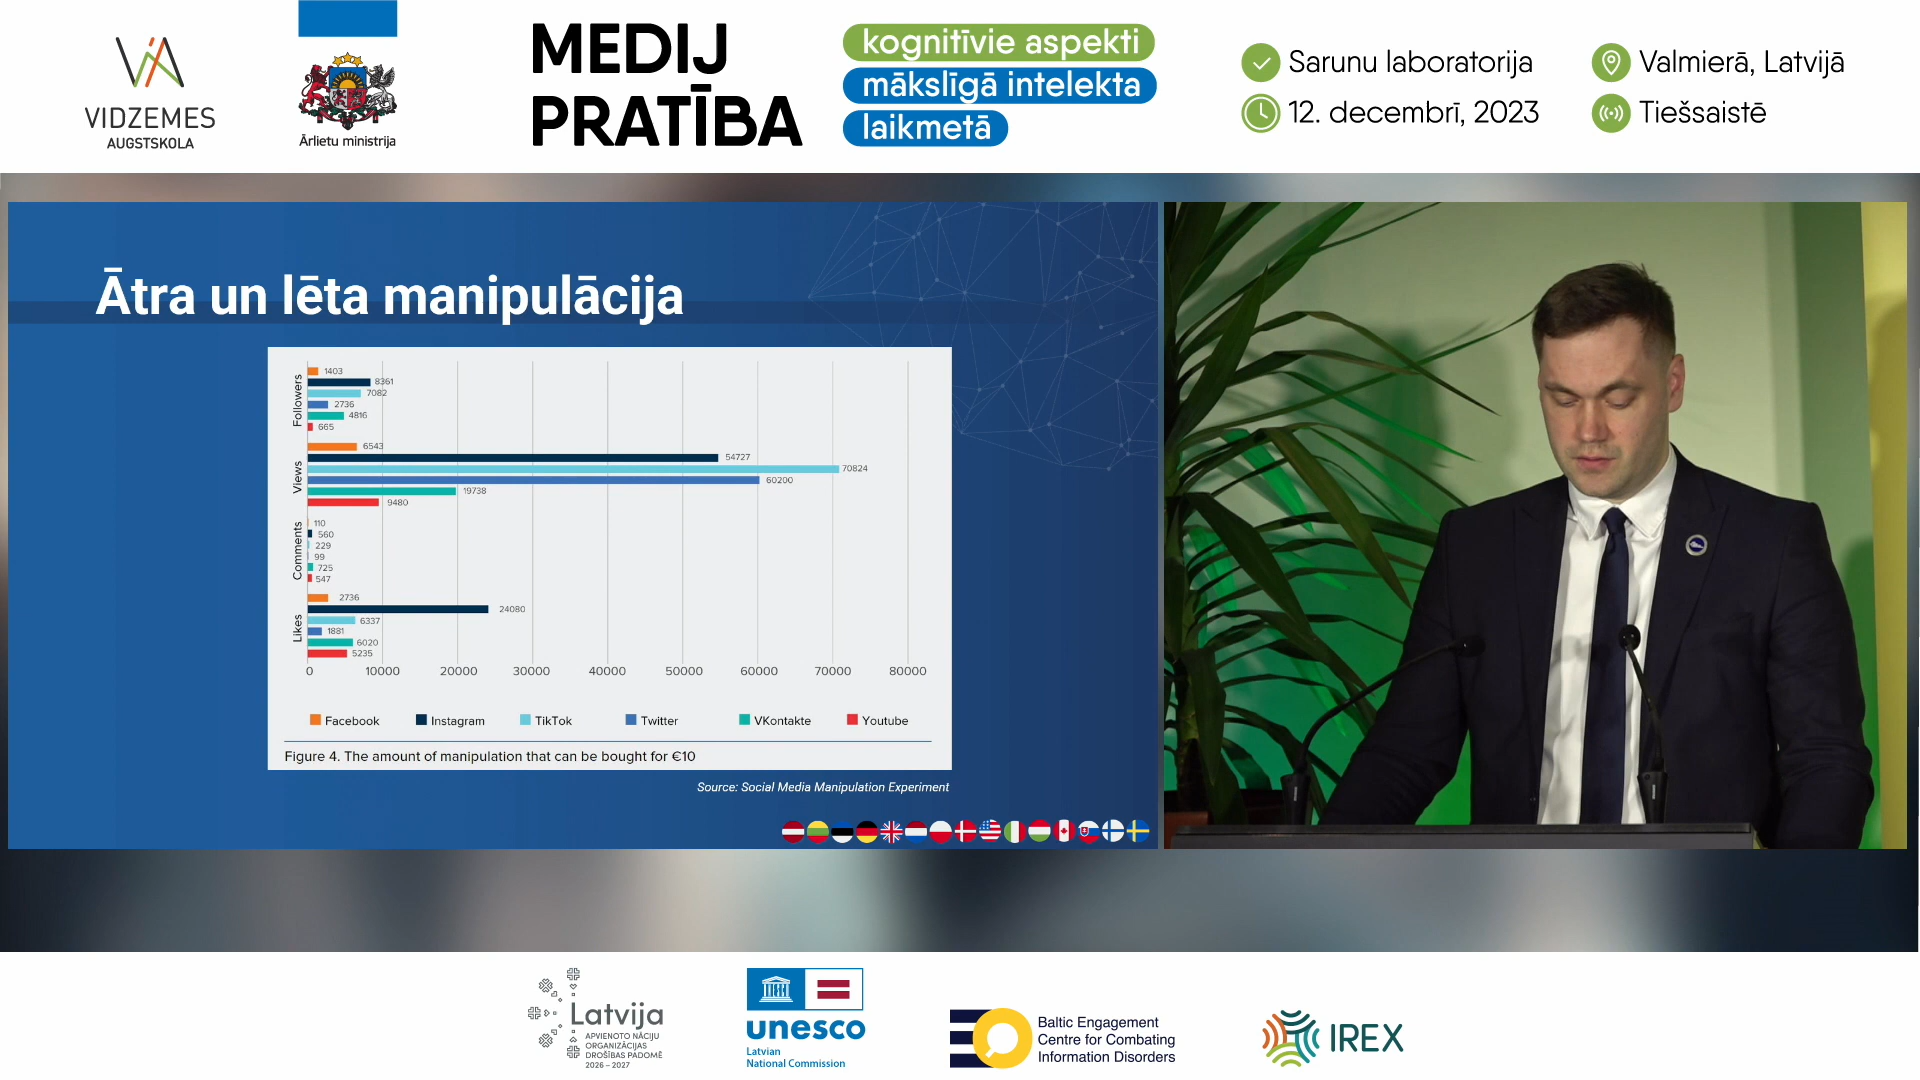 VIDZEMES
AUGSTSKOLA
Ārlietu ministrija
MEDIJ
PRATĪBA
kognitīvie aspekti
mākslīgā intelekta
laikmetā
Sarunu laboratorija
12. decembrī, 2023
Valmierā, Latvijā
Tiešsaistē
Ātra un lēta manipulācija
Followers
1403
8361
7082
2736
4816
665
Views
6543
54727
70824
60200
19738
9480
Comments
110
560
229
99
725
547
Likes
2736
24080
6337
1881
6020
5235
0 10000 20000 30000 40000 50000 60000 70000 80000
Facebook Instagram TikTok Twitter VKontakte Youtube
Figure 4. The amount of manipulation that can be bought for €10
Source: Social Media Manipulation Experiment
Latvija
APVIENOTO NĀCIJU
ORGANIZĀCIJAS
DROŠĪBAS PADOMĒ
2026 – 2027
unesco
Latvian
National Commission
Baltic Engagement
Centre for Combating
Information Disorders
IREX